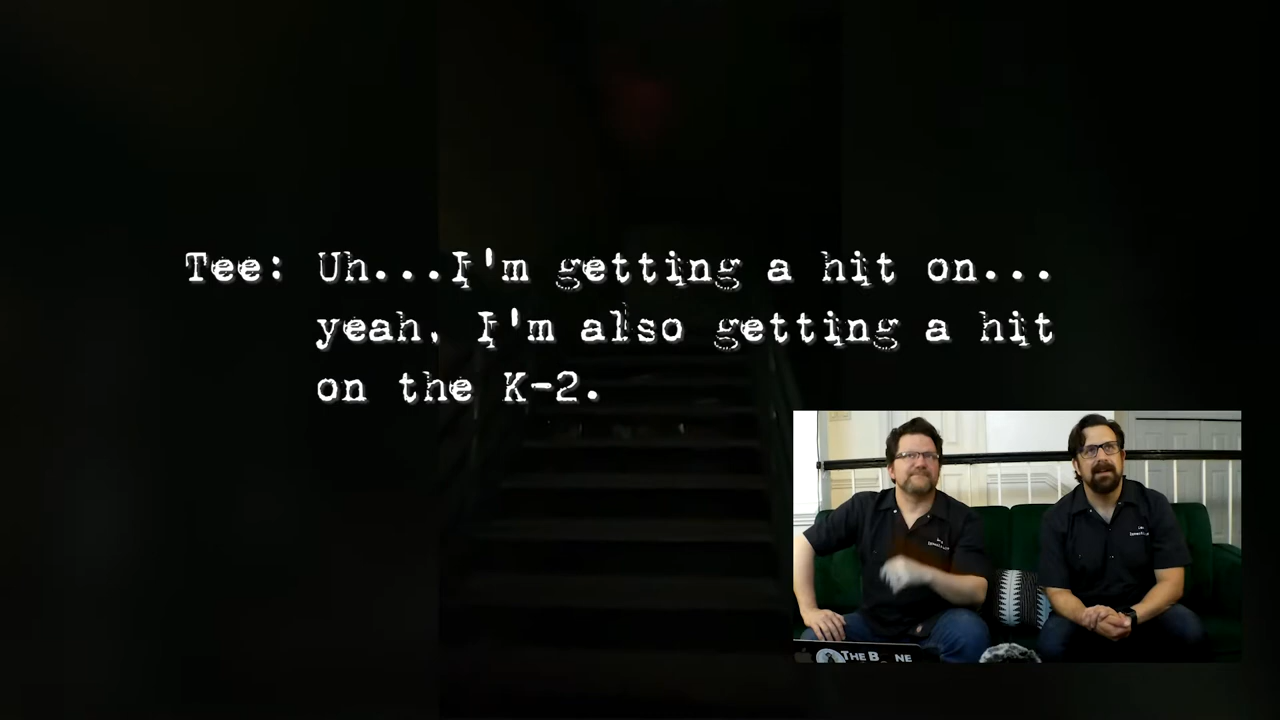 Tee: Uh...I'm getting a hit on...
yeah, I'm also getting a hit
on the K-2.
THE B NE